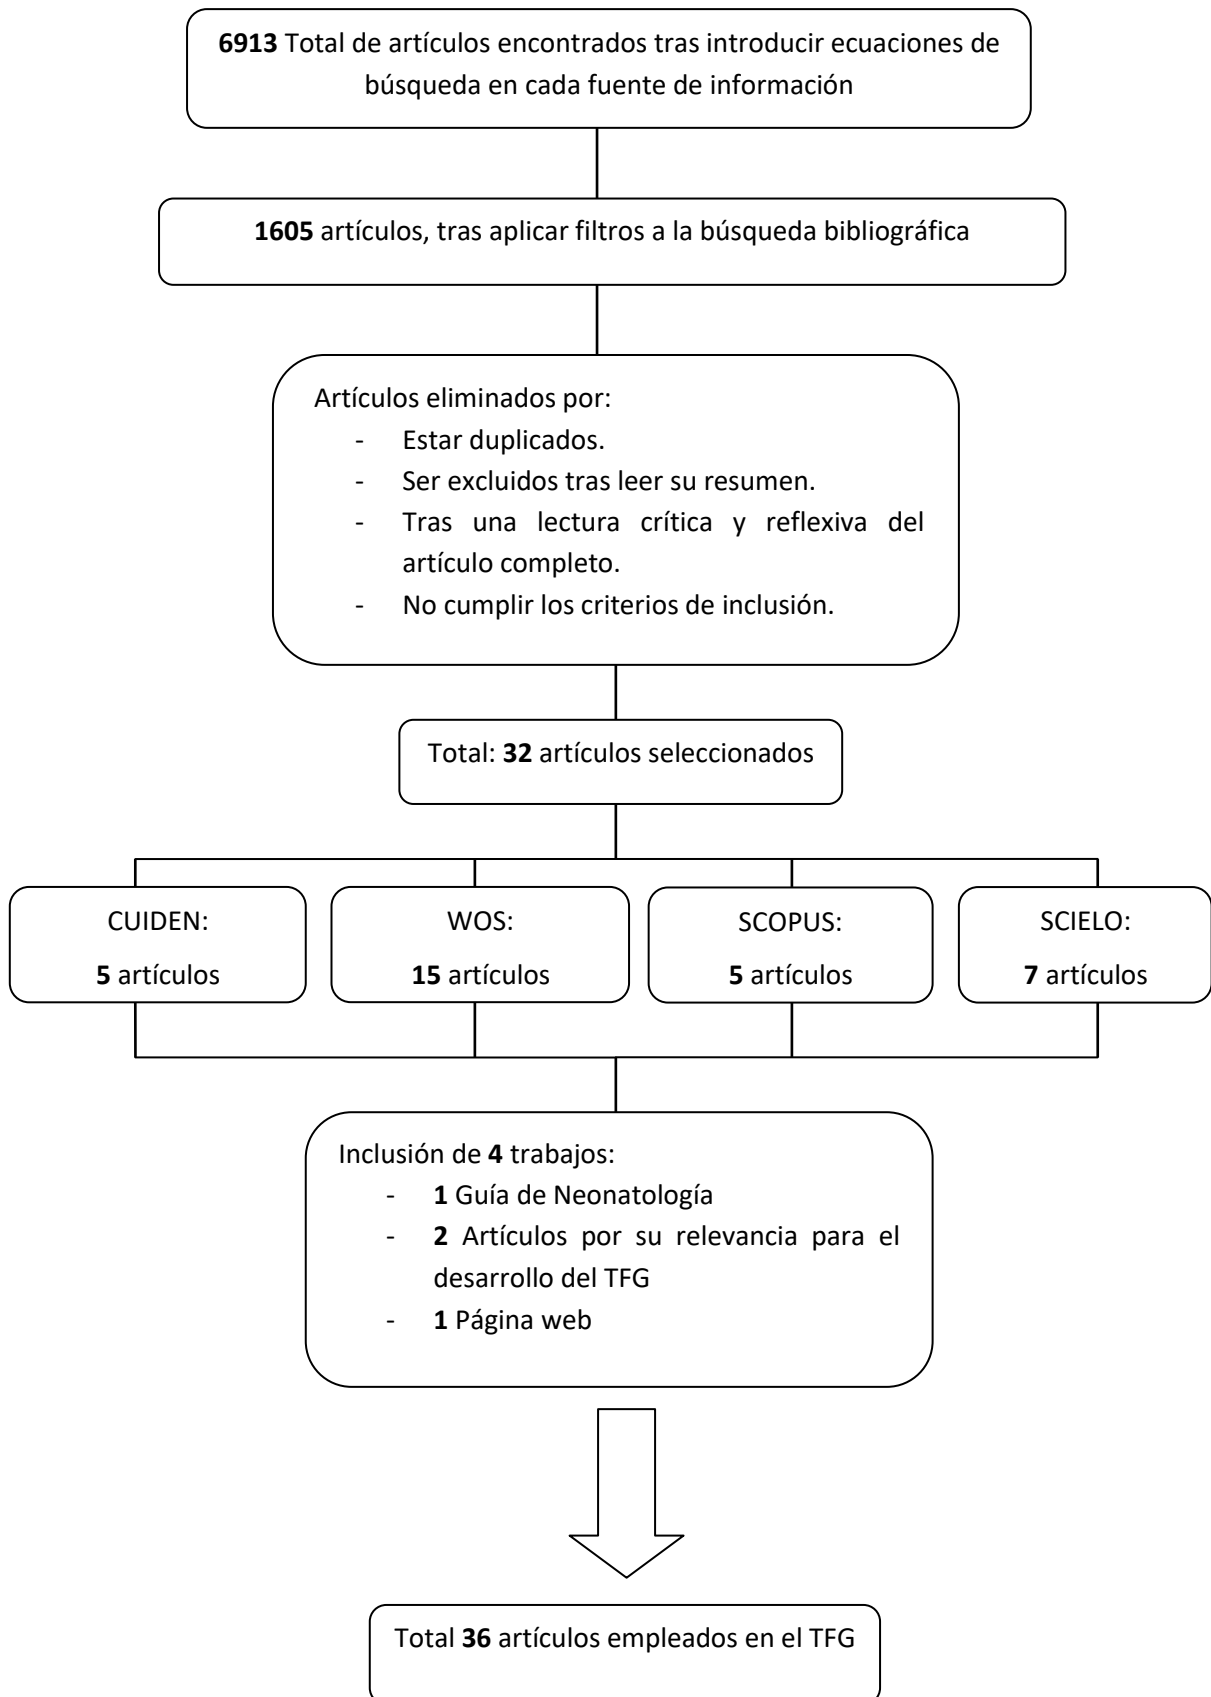 6913 Total de artículos encontrados tras introducir ecuaciones de
búsqueda en cada fuente de información
1605 artículos, tras aplicar filtros a la búsqueda bibliográfica
Artículos eliminados por:
- Estar duplicados.
- Ser excluidos tras leer su resumen.
- Tras una lectura crítica y reflexiva del
artículo completo.
- No cumplir los criterios de inclusión.
Total: 32 artículos seleccionados
CUIDEN:
5 artículos
WOS:
15 artículos
SCOPUS:
5 artículos
SCIELO:
7 artículos
Inclusión de 4 trabajos:
- 1 Guía de Neonatología
- 2 Artículos por su relevancia para el
desarrollo del TFG
- 1 Página web
Total 36 artículos empleados en el TFG